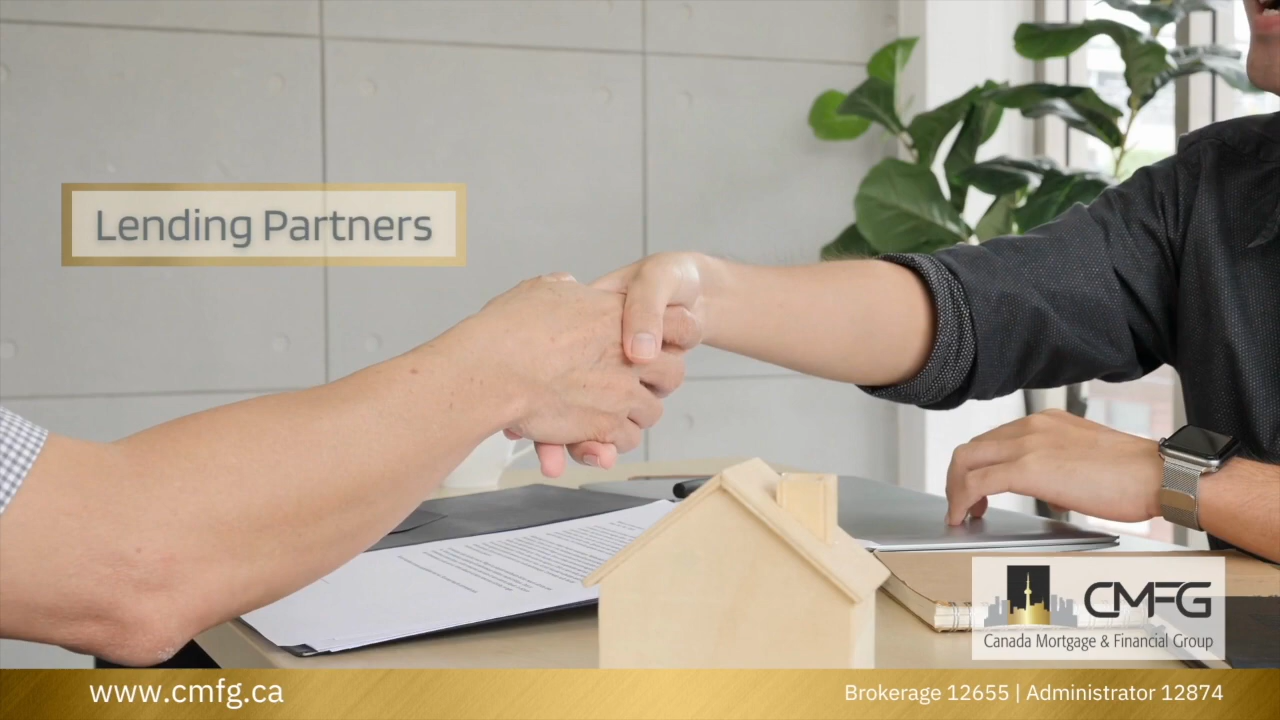 Lending Partners
CMFG
Canada Mortgage & Financial Group
www.cmfg.ca
Brokerage 12655 | Administrator 12874